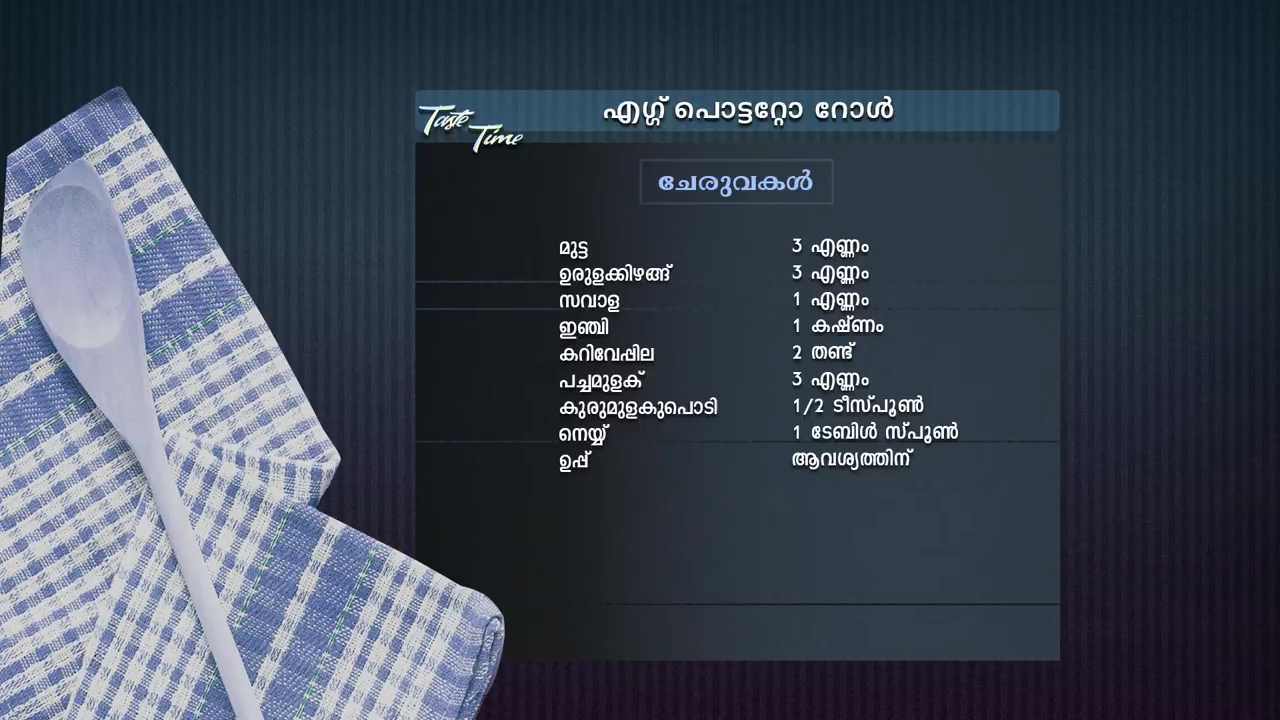 Taste
Time
എഗ്ഗ് പൊട്ടറ്റോ റോൾ
ചേരുവകൾ
മുട്ട 3 എണ്ണം
ഉരുളക്കിഴങ്ങ് 3 എണ്ണം
സവാള 1 എണ്ണം
ഇഞ്ചി 1 കഷ്ണം
കറിവേപ്പില 2 തണ്ട്
പച്ചമുളക് 3 എണ്ണം
കുരുമുളകുപൊടി 1/2 ടീസ്പൂൺ
നെയ്യ് 1 ടേബിൾ സ്പൂൺ
ഉപ്പ് ആവശ്യത്തിന്